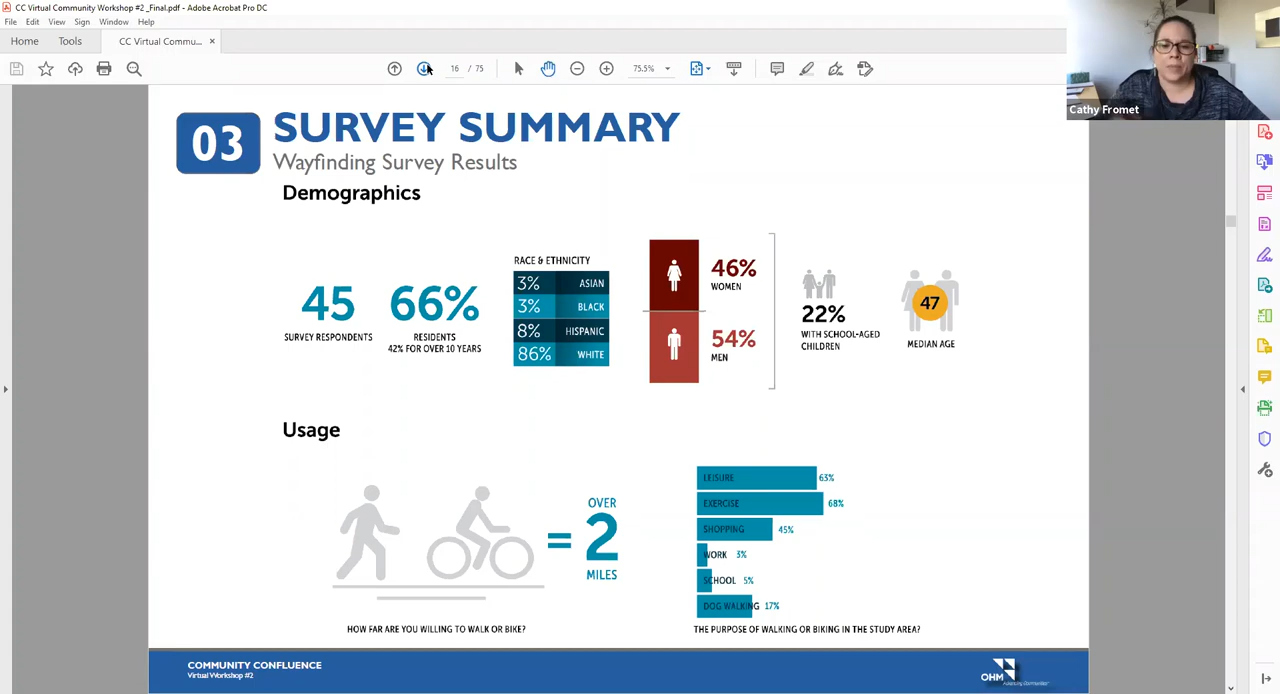 CC Virtual Community Workshop #2 _Final.pdf - Adobe Acrobat Pro DC
File Edit View Sign Window Help
Home Tools CC Virtual Commu... ×
16 / 75 75.5%
Cathy Fromet
03 SURVEY SUMMARY
Wayfinding Survey Results
Demographics
45
SURVEY RESPONDENTS
66%
RESIDENTS
42% FOR OVER 10 YEARS
RACE & ETHNICITY
3% ASIAN
3% BLACK
8% HISPANIC
86% WHITE
46%
WOMEN
54%
MEN
22%
WITH SCHOOL-AGED
CHILDREN
47
MEDIAN AGE
Usage
= OVER
2
MILES
HOW FAR ARE YOU WILLING TO WALK OR BIKE?
LEISURE 63%
EXERCISE 68%
SHOPPING 45%
WORK 3%
SCHOOL 5%
DOG WALKING 17%
THE PURPOSE OF WALKING OR BIKING IN THE STUDY AREA?
COMMUNITY CONFLUENCE
Virtual Workshop #2
OHM
Advancing Communities